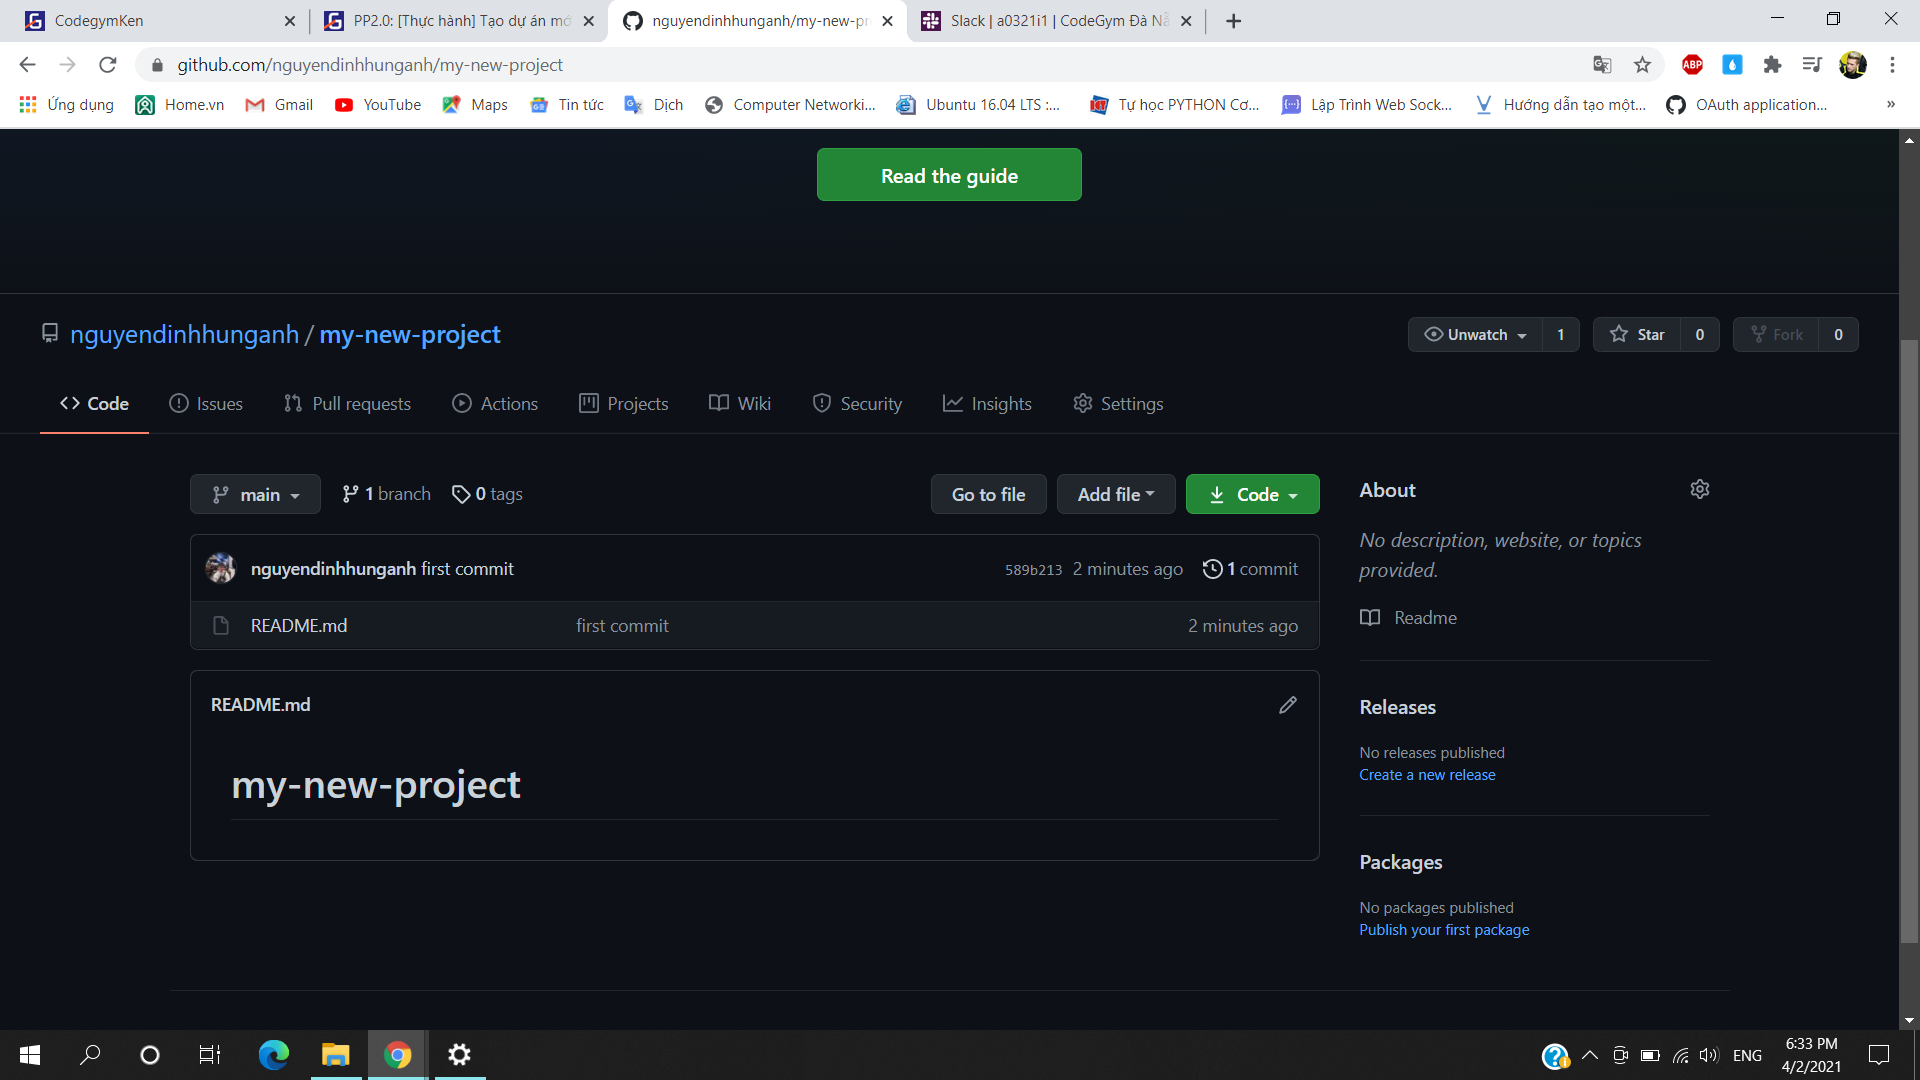 CodegymKen
PP2.0: [Thực hành] Tạo dự án mớ
nguyendinhhunganh/my-new-pr
Slack | a0321i1 | CodeGym Đà Nẵ
github.com/nguyendinhhunganh/my-new-project
ABP
Ứng dụng
Home.vn
Gmail
YouTube
Maps
Tin tức
Dịch
Computer Networki...
Ubuntu 16.04 LTS :...
Tự học PYTHON Cơ...
Lập Trình Web Sock...
Hướng dẫn tạo một...
OAuth application...
»
Read the guide
nguyendinhhunganh / my-new-project
Unwatch 1
Star 0
Fork 0
Code
Issues
Pull requests
Actions
Projects
Wiki
Security
Insights
Settings
main
1 branch
0 tags
Go to file
Add file
Code
nguyendinhhunganh first commit
589b213 2 minutes ago
1 commit
README.md
first commit
2 minutes ago
README.md
my-new-project
About
No description, website, or topics
provided.
Readme
Releases
No releases published
Create a new release
Packages
No packages published
Publish your first package
ENG
6:33 PM
4/2/2021